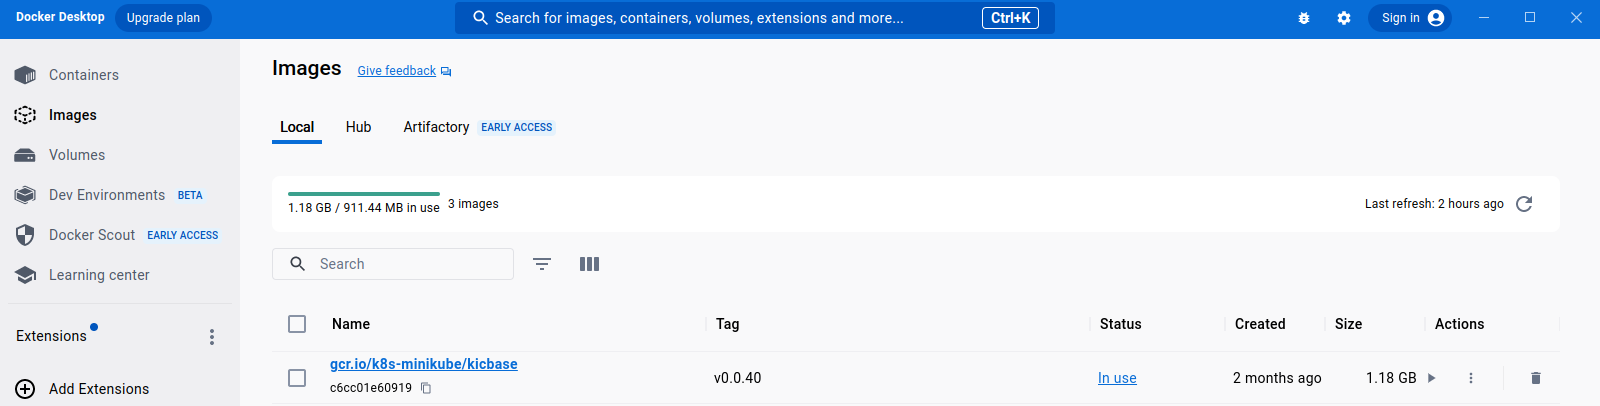 Docker Desktop Upgrade plan Search for images, containers, volumes, extensions and more... Ctrl+K Sign in
Containers
Images
Volumes
Dev Environments BETA
Docker Scout EARLY ACCESS
Learning center
Extensions
Add Extensions
Images Give feedback
Local Hub Artifactory EARLY ACCESS
1.18 GB / 911.44 MB in use 3 images Last refresh: 2 hours ago
Search
Name Tag Status Created Size Actions
gcr.io/k8s-minikube/kicbase
c6cc01e60919
v0.0.40 In use 2 months ago 1.18 GB